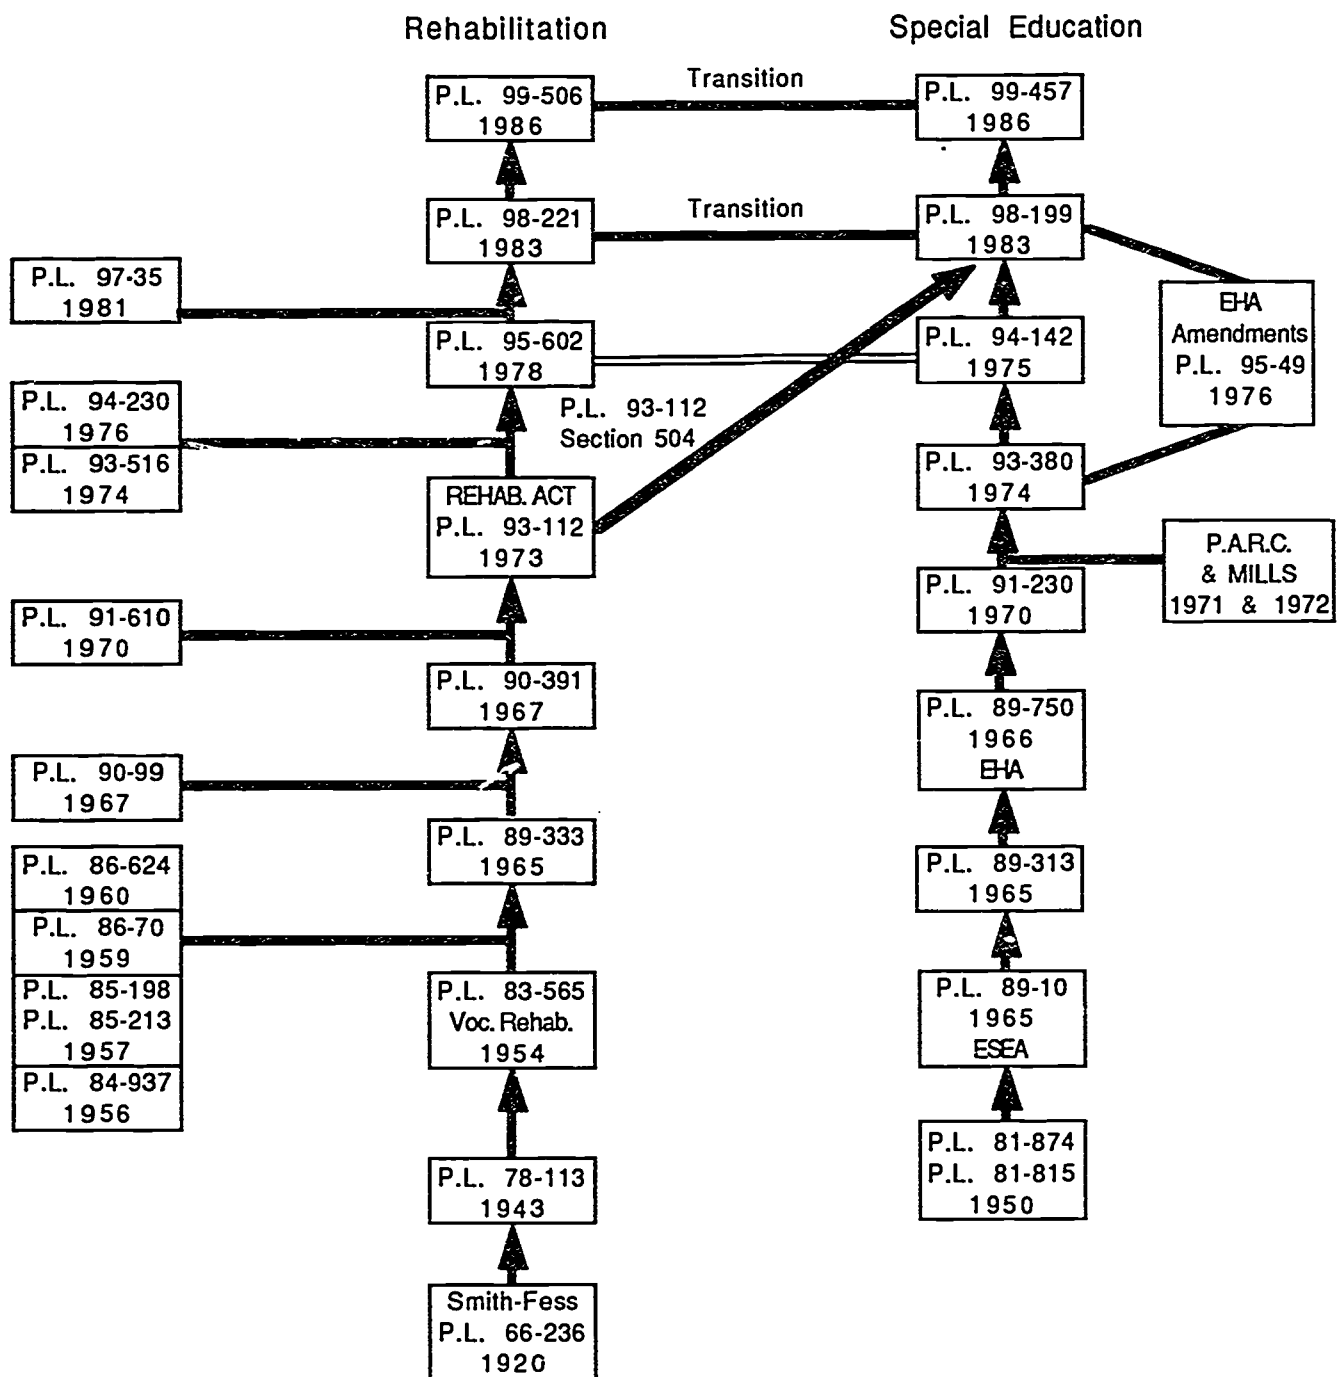 Rehabilitation
Special Education
P.L. 99-506
1986
Transition
P.L. 99-457
1986
P.L. 98-221
1983
Transition
P.L. 98-199
1983
P.L. 97-35
1981
EHA
Amendments
P.L. 95-49
1976
P.L. 95-602
1978
P.L. 94-142
1975
P.L. 94-230
1976
P.L. 93-516
1974
P.L. 93-112
Section 504
P.L. 93-380
1974
REHAB. ACT
P.L. 93-112
1973
P.A.R.C.
& MILLS
1971 & 1972
P.L. 91-230
1970
P.L. 91-610
1970
P.L. 90-391
1967
P.L. 89-750
1966
EHA
P.L. 90-99
1967
P.L. 89-333
1965
P.L. 89-313
1965
P.L. 86-624
1960
P.L. 86-70
1959
P.L. 85-198
P.L. 85-213
1957
P.L. 84-937
1956
P.L. 83-565
Voc. Rehab.
1954
P.L. 89-10
1965
ESEA
P.L. 81-874
P.L. 81-815
1950
P.L. 78-113
1943
Smith-Fess
P.L. 66-236
1920